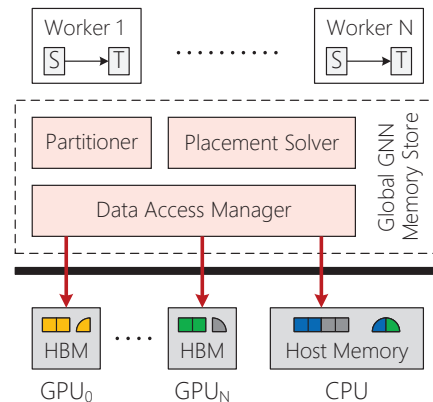 Worker 1
Worker N
S
T
S
T
Partitioner
Placement Solver
Data Access Manager
Global GNN
Memory Store
HBM
HBM
Host Memory
GPU₀
GPU_N
CPU